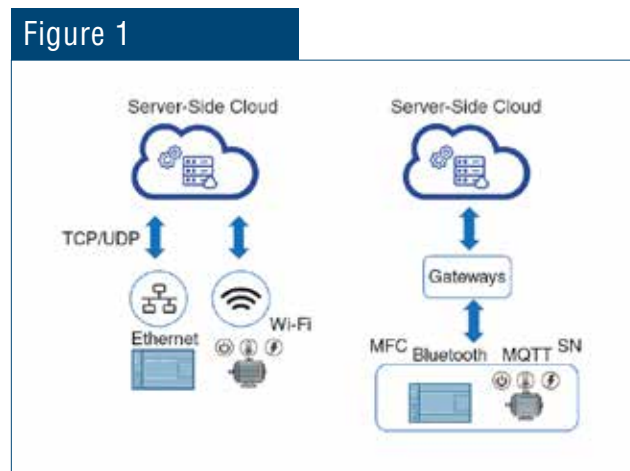 Figure 1
Server-Side Cloud
TCP/UDP
Ethernet
Wi-Fi
Server-Side Cloud
Gateways
MFC Bluetooth MQTT SN